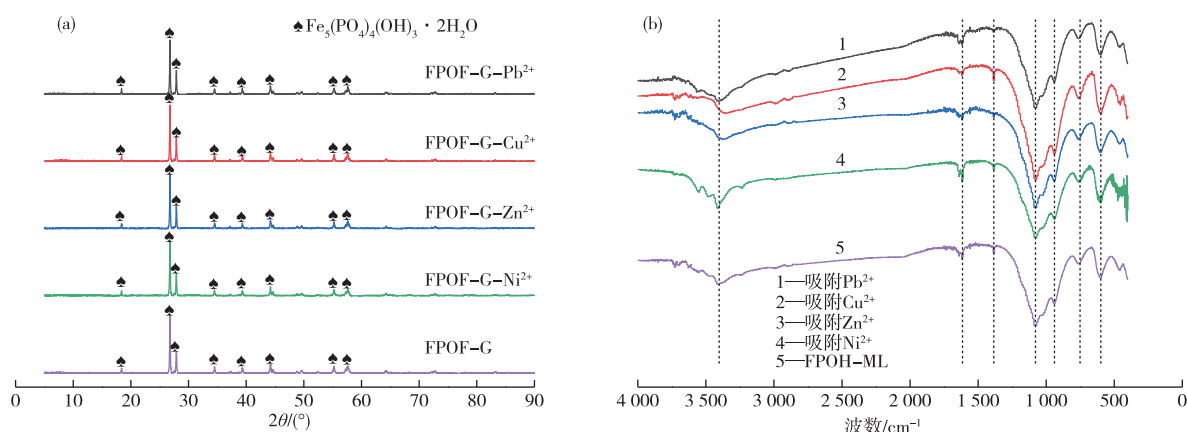 (a)
♠Fe₅(PO₄)₄(OH)₃·2H₂O
FPOF-G-Pb²⁺
FPOF-G-Cu²⁺
FPOF-G-Zn²⁺
FPOF-G-Ni²⁺
FPOF-G
0 10 20 30 40 50 60 70 80 90
2θ/(°)
(b)
1
2
3
4
5
1—吸附Pb²⁺
2—吸附Cu²⁺
3—吸附Zn²⁺
4—吸附Ni²⁺
5—FPOH-ML
4 000 3 500 3 000 2 500 2 000 1 500 1 000 500 0
波数/cm⁻¹